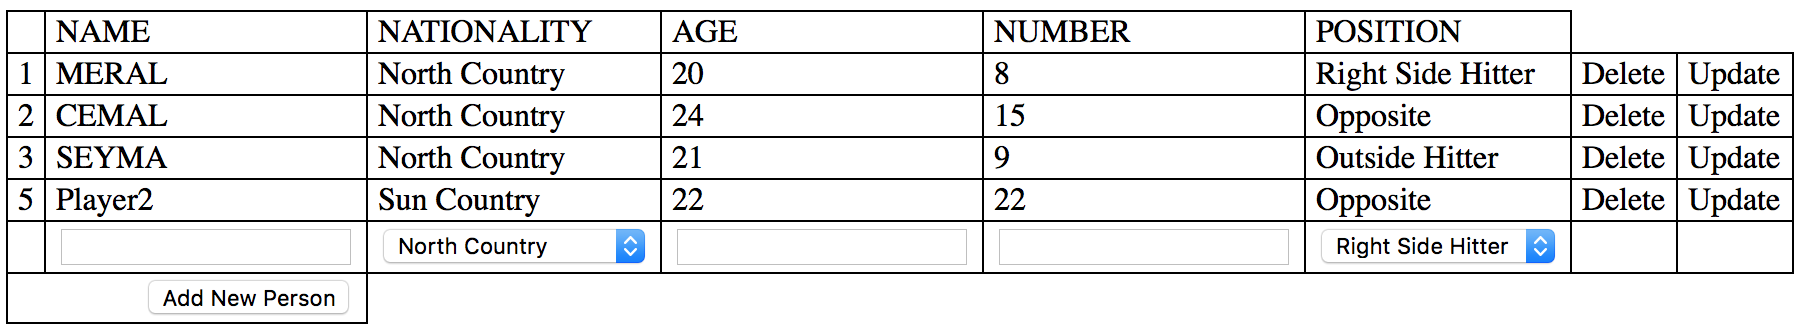 NAME NATIONALITY AGE NUMBER POSITION
1 MERAL North Country 20 8 Right Side Hitter Delete Update
2 CEMAL North Country 24 15 Opposite Delete Update
3 SEYMA North Country 21 9 Outside Hitter Delete Update
5 Player2 Sun Country 22 22 Opposite Delete Update
North Country Right Side Hitter
Add New Person